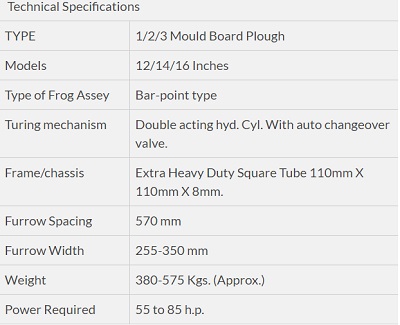 Technical Specifications
TYPE 1/2/3 Mould Board Plough
Models 12/14/16 Inches
Type of Frog Assey Bar-point type
Turing mechanism Double acting hyd. Cyl. With auto changeover
valve.
Frame/chassis Extra Heavy Duty Square Tube 110mm X
110mm X 8mm.
Furrow Spacing 570 mm
Furrow Width 255-350 mm
Weight 380-575 Kgs. (Approx.)
Power Required 55 to 85 h.p.